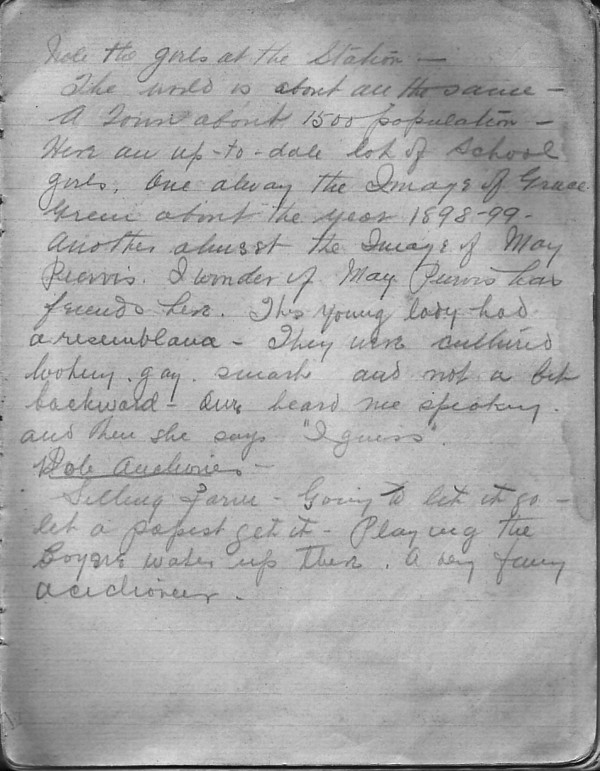 Note the girls at the Station —
The world is about all the same —
A Town about 1500 population —
Here an up-to-date lot of School
girls. One alway the Image of Grace
Green about the year 1898-99 -
Another almost the Image of May
Purvis. I wonder if May Purvis has
friends here. This young lady had
a resemblance - They were cultured
looking, gay, smart and not a bit
backward - One heard me speaking.
and then she says "I guess".
Auctioneer -
Selling Farm - Going to let it go -
let a papist get it - Playing the
Boyne water up there. A very funny
auctioneer.